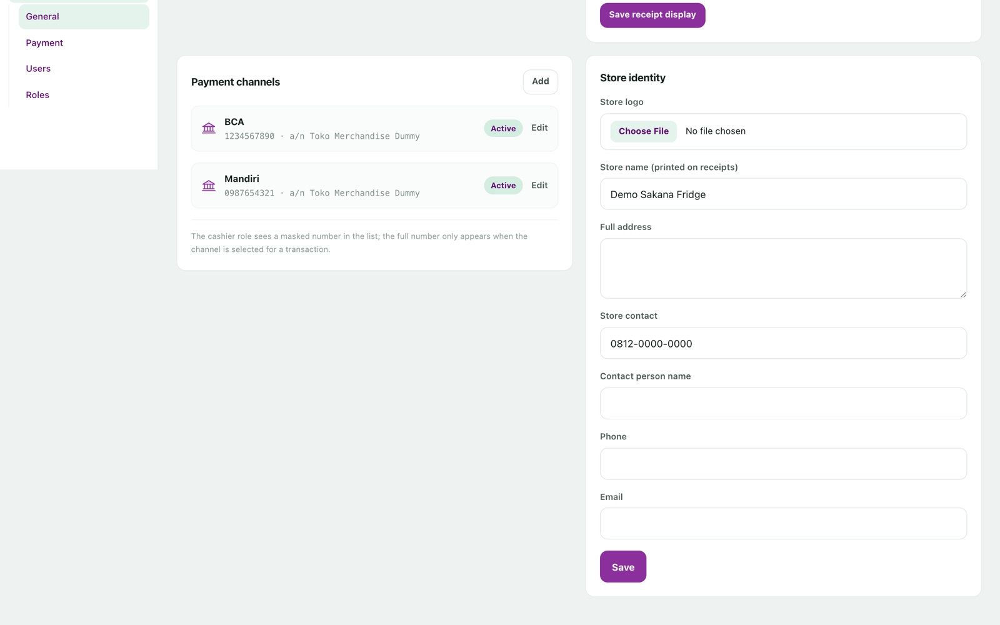 General
Payment
Users
Roles
Save receipt display
Payment channels
Add
BCA
1234567890 · a/n Toko Merchandise Dummy
Active
Edit
Mandiri
0987654321 · a/n Toko Merchandise Dummy
Active
Edit
The cashier role sees a masked number in the list; the full number only appears when the
channel is selected for a transaction.
Store identity
Store logo
Choose File
No file chosen
Store name (printed on receipts)
Demo Sakana Fridge
Full address
Store contact
0812-0000-0000
Contact person name
Phone
Email
Save